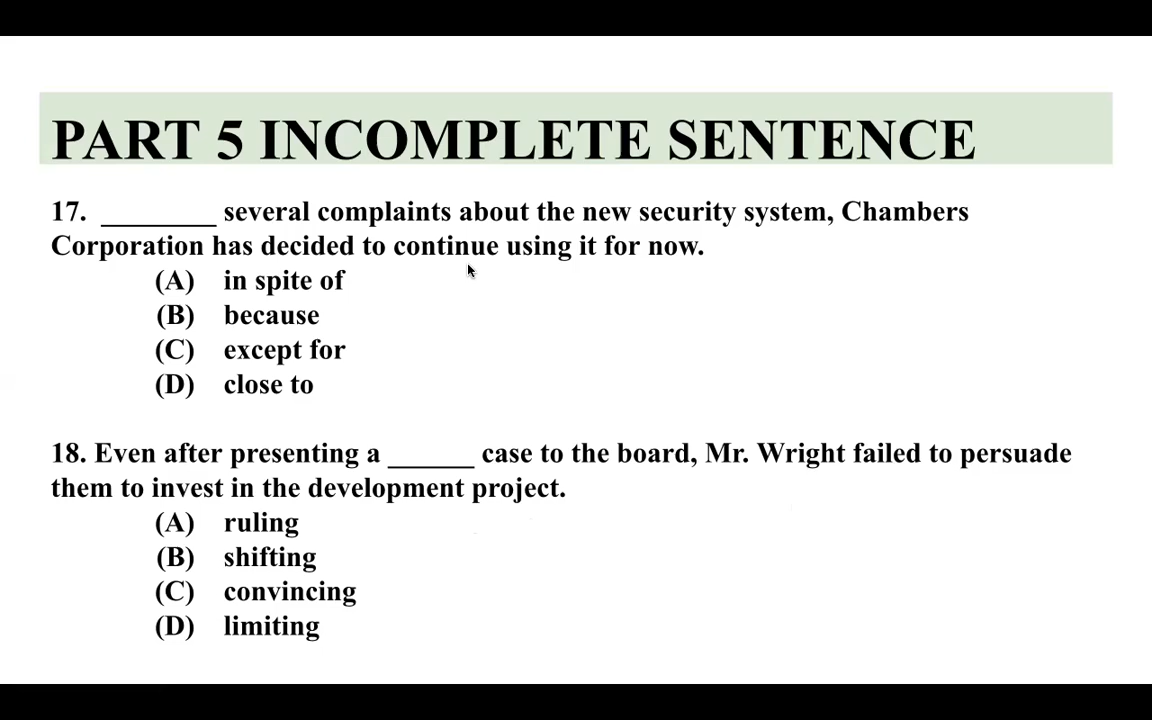 PART 5 INCOMPLETE SENTENCE
17. ________ several complaints about the new security system, Chambers
Corporation has decided to continue using it for now.
(A) in spite of
(B) because
(C) except for
(D) close to
18. Even after presenting a ______ case to the board, Mr. Wright failed to persuade
them to invest in the development project.
(A) ruling
(B) shifting
(C) convincing
(D) limiting